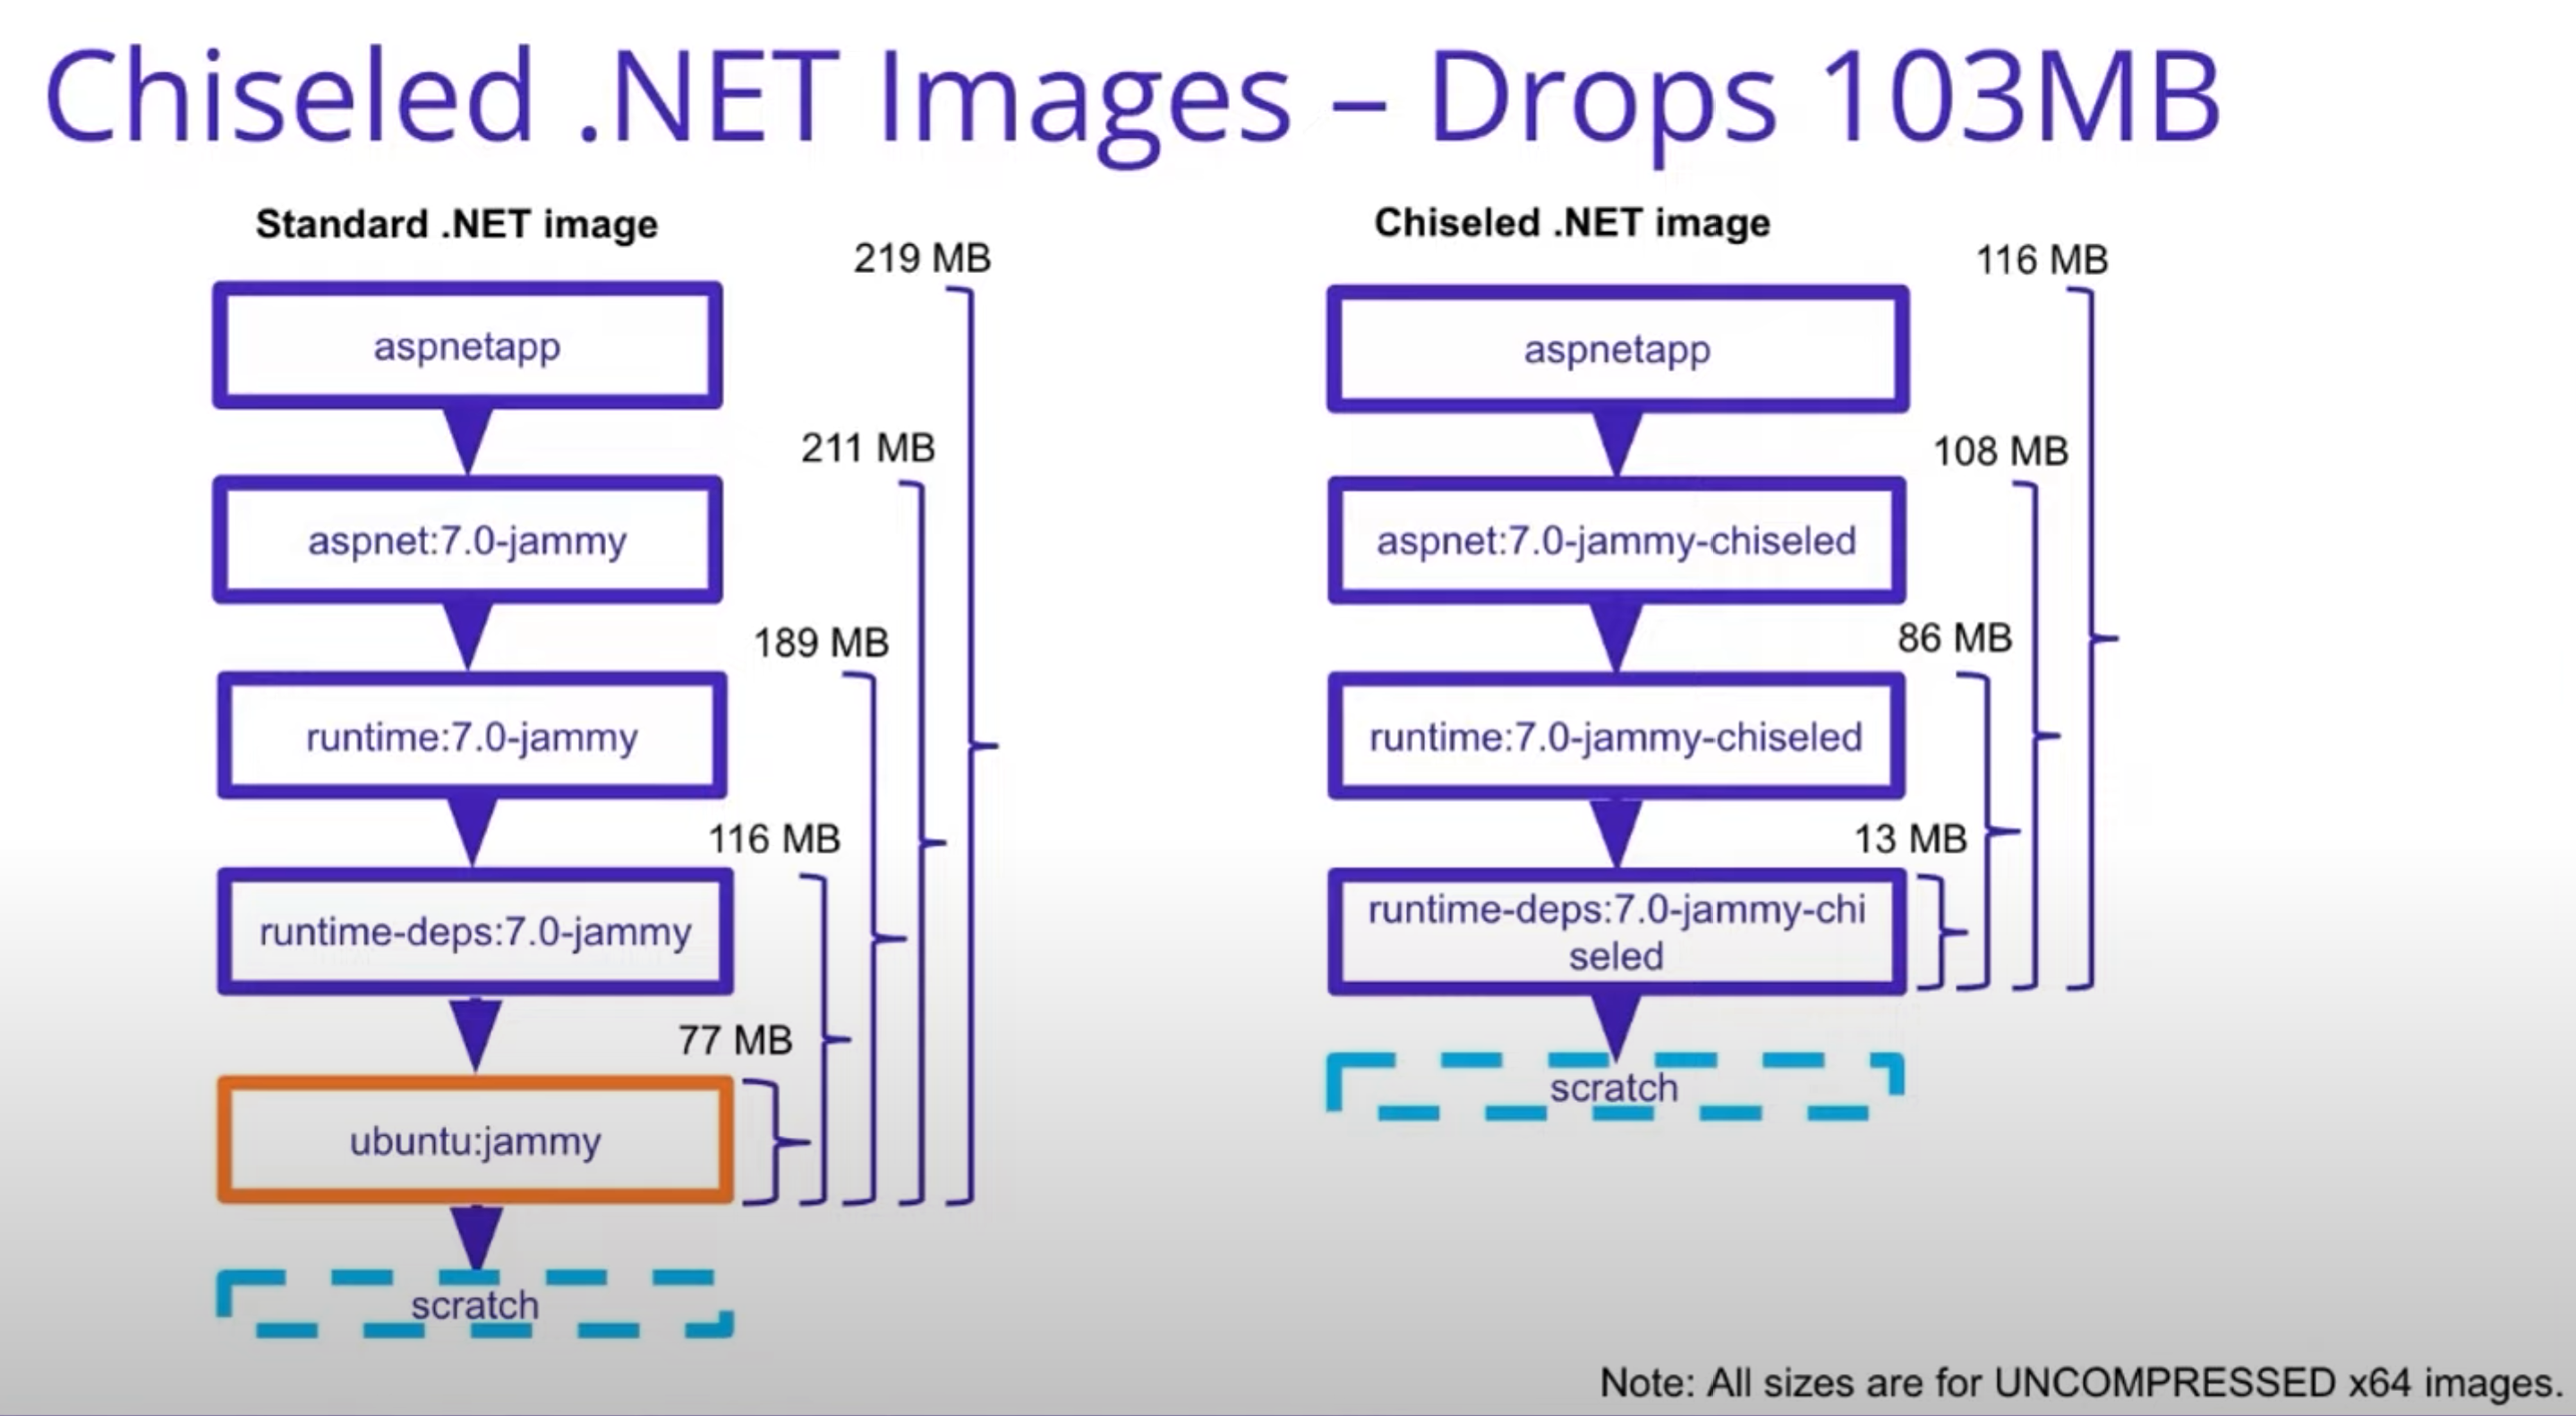 Chiseled .NET Images – Drops 103MB
Standard .NET image
219 MB
aspnetapp
211 MB
aspnet:7.0-jammy
189 MB
runtime:7.0-jammy
116 MB
runtime-deps:7.0-jammy
77 MB
ubuntu:jammy
scratch
Chiseled .NET image
116 MB
aspnetapp
108 MB
aspnet:7.0-jammy-chiseled
86 MB
runtime:7.0-jammy-chiseled
13 MB
runtime-deps:7.0-jammy-chi
seled
scratch
Note: All sizes are for UNCOMPRESSED x64 images.